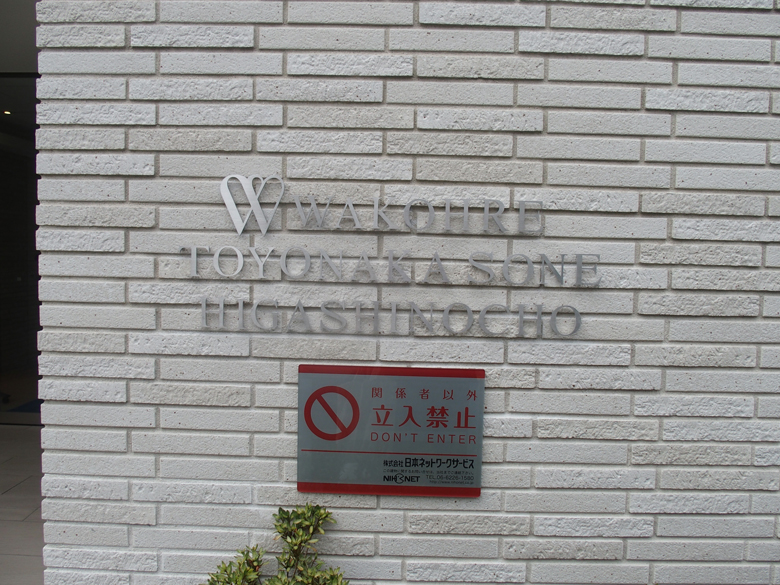 WAKOHRE
TOYONAKA SONE
HIGASHINOCHO
関係者以外
立入禁止
DON'T ENTER
株式会社 日本ネットワークサービス
NIHONET